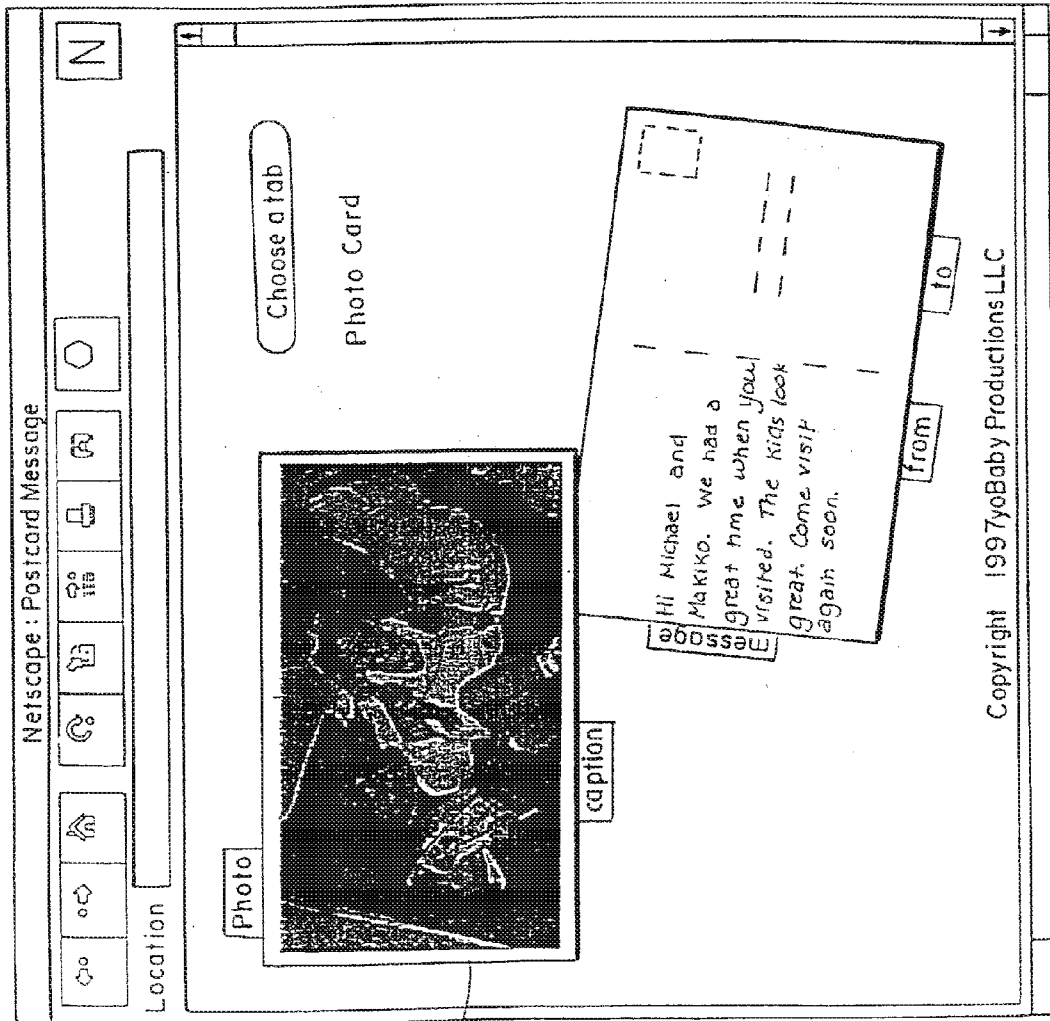 Netscape: Postcard Message
N
Location
Choose a tab
Photo Card
Photo
caption
Message
Hi Michael and
Makiko. We had a
great time when you
visited. The kids look
great. Come visit
again soon.
from
to
Copyright 1997yoBaby Productions LLC